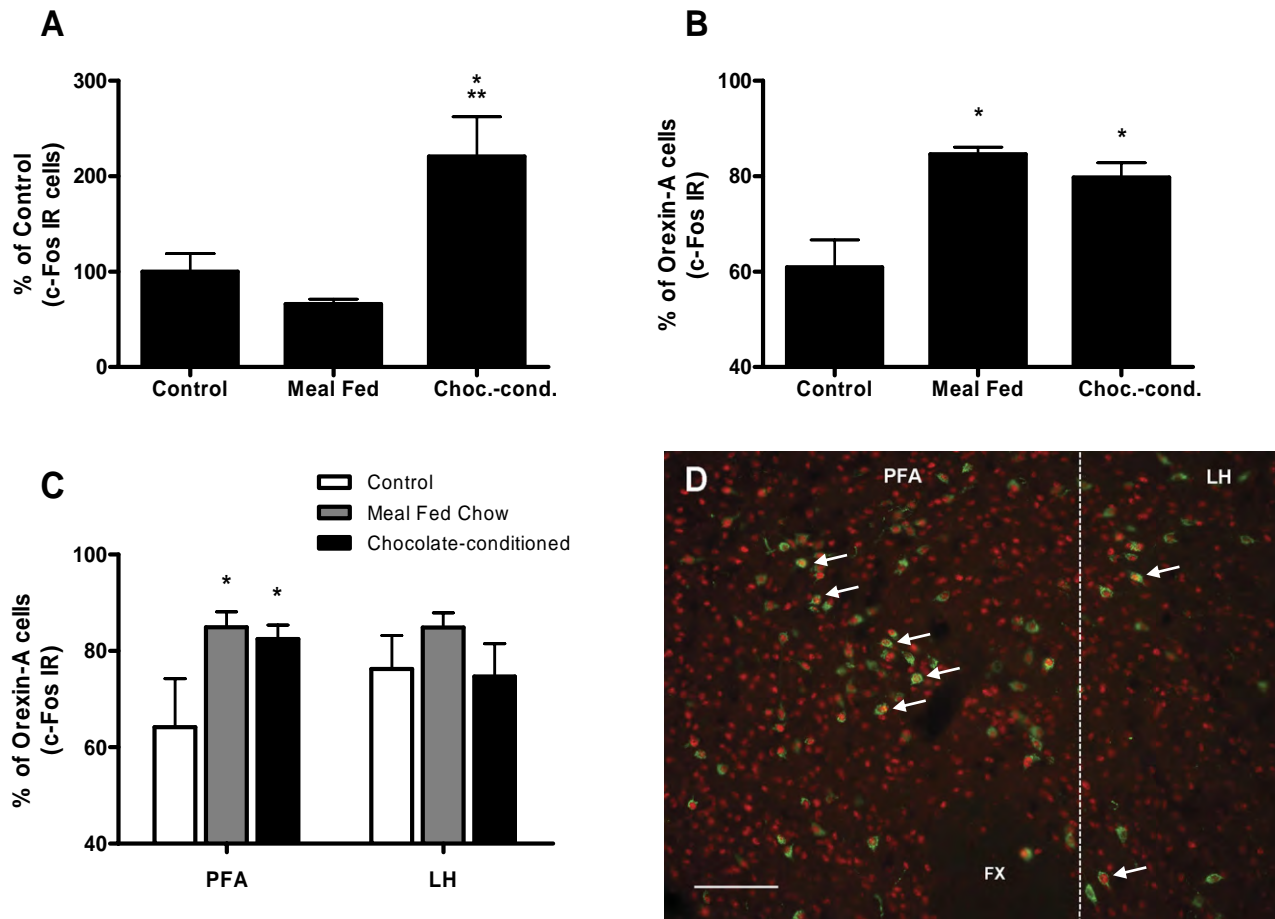 A
300
200
100
0
% of Control
(c-Fos IR cells)
*
**
Control Meal Fed Choc.-cond.
B
100
80
60
40
% of Orexin-A cells
(c-Fos IR)
*
*
Control Meal Fed Choc.-cond.
C
Control
Meal Fed Chow
Chocolate-conditioned
100
80
60
40
% of Orexin-A cells
(c-Fos IR)
*
*
PFA LH
D
PFA
LH
FX